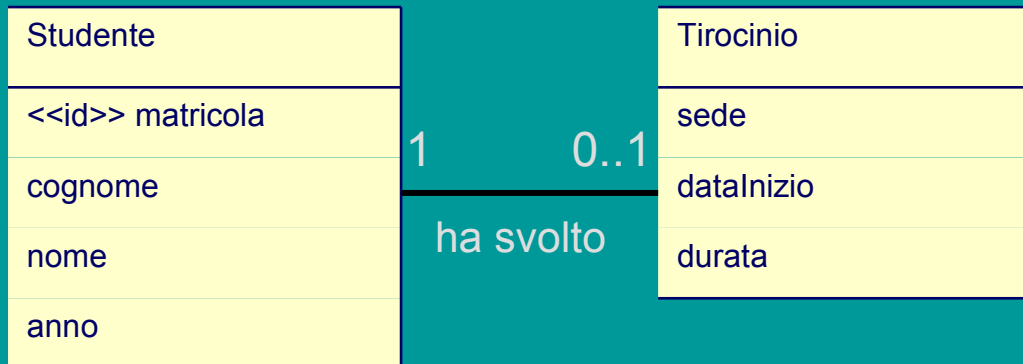 Studente
<<id>> matricola
cognome
nome
anno
1
0..1
ha svolto
Tirocinio
sede
dataInizio
durata